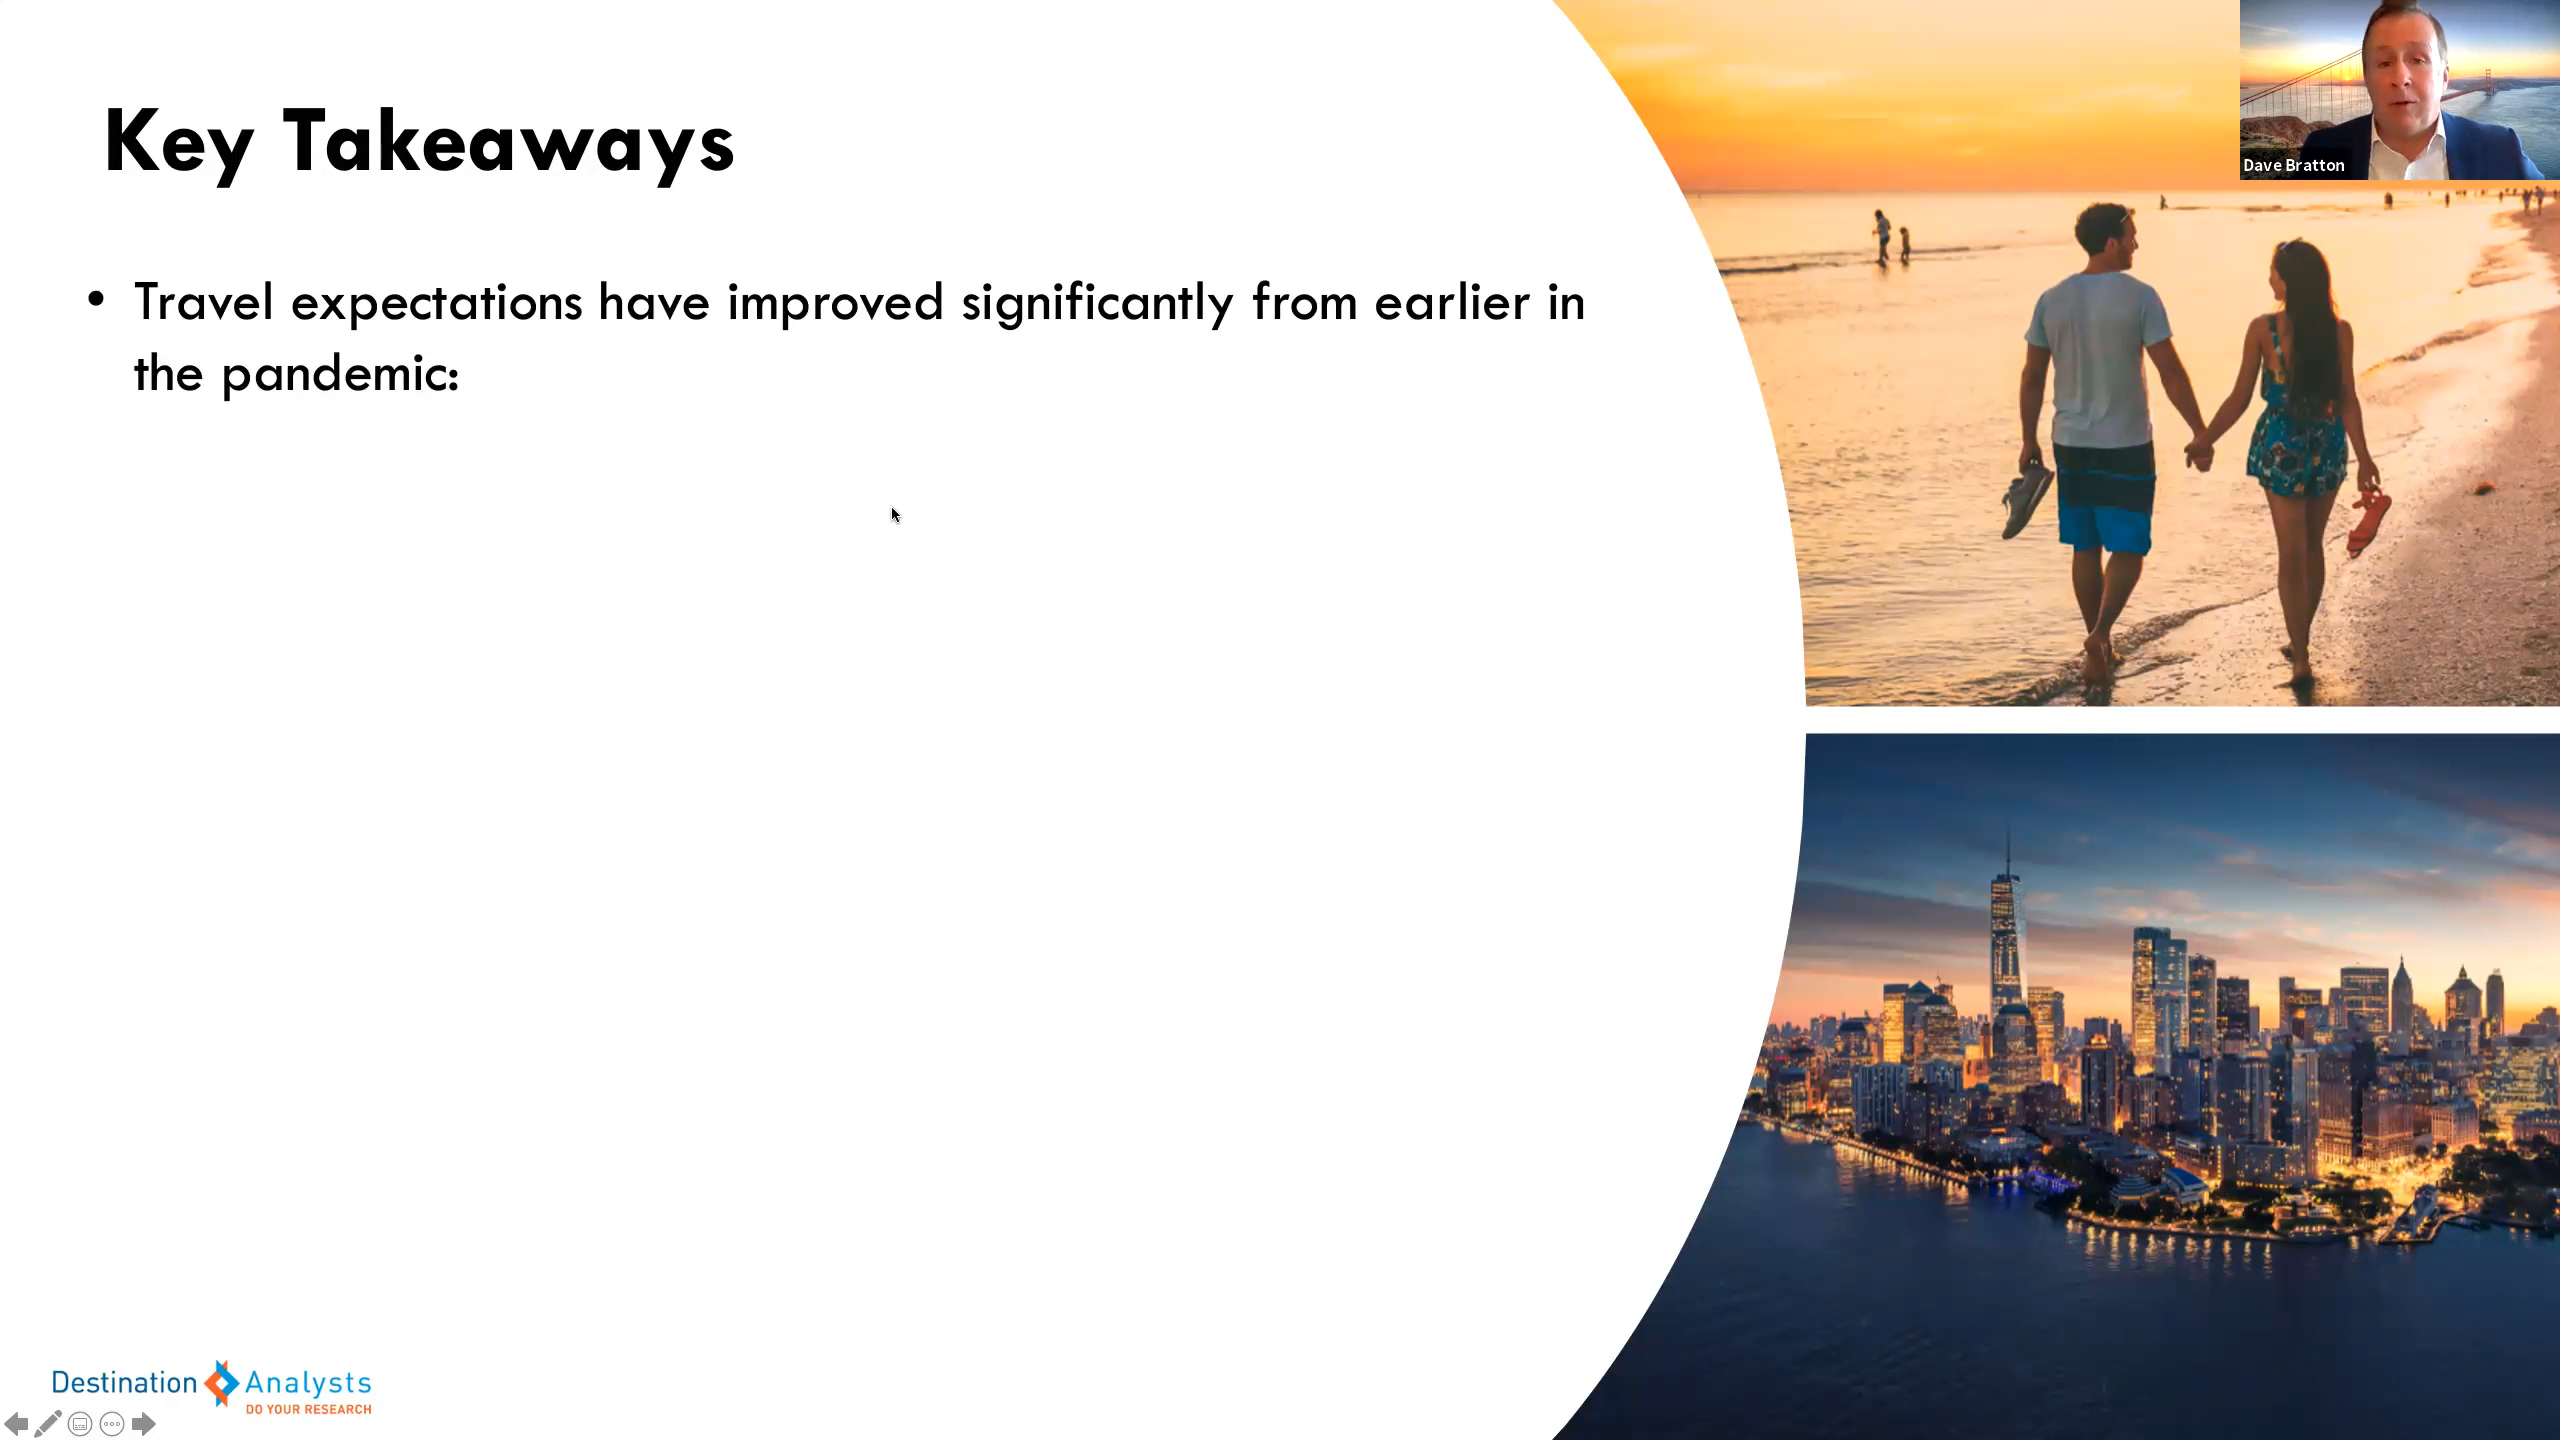 Key Takeaways
Dave Bratton
• Travel expectations have improved significantly from earlier in
the pandemic:
Destination Analysts
DO YOUR RESEARCH